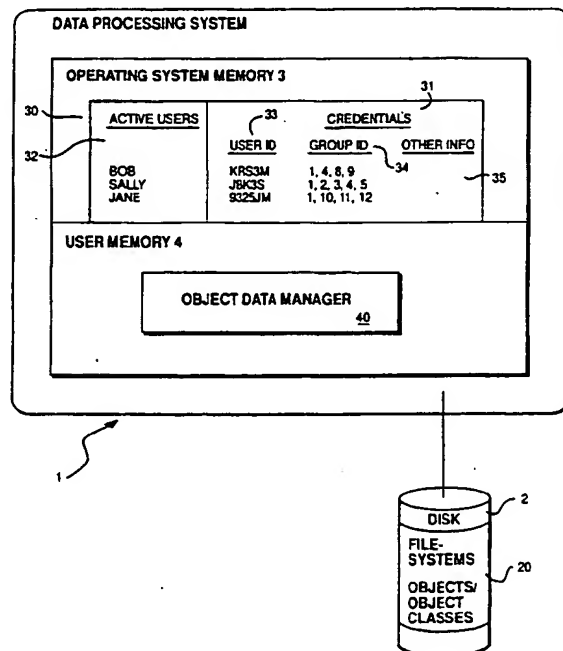 DATA PROCESSING SYSTEM
OPERATING SYSTEM MEMORY 3
30
31
ACTIVE USERS
33
CREDENTIALS
32
USER ID GROUP ID OTHER INFO
34
35
BOB KRS3M 1, 4, 8, 9
SALLY J8K3S 1, 2, 3, 4, 5
JANE 9325JM 1, 10, 11, 12
USER MEMORY 4
OBJECT DATA MANAGER
40
1
2
DISK
FILE-
SYSTEMS
20
OBJECTS/
OBJECT
CLASSES